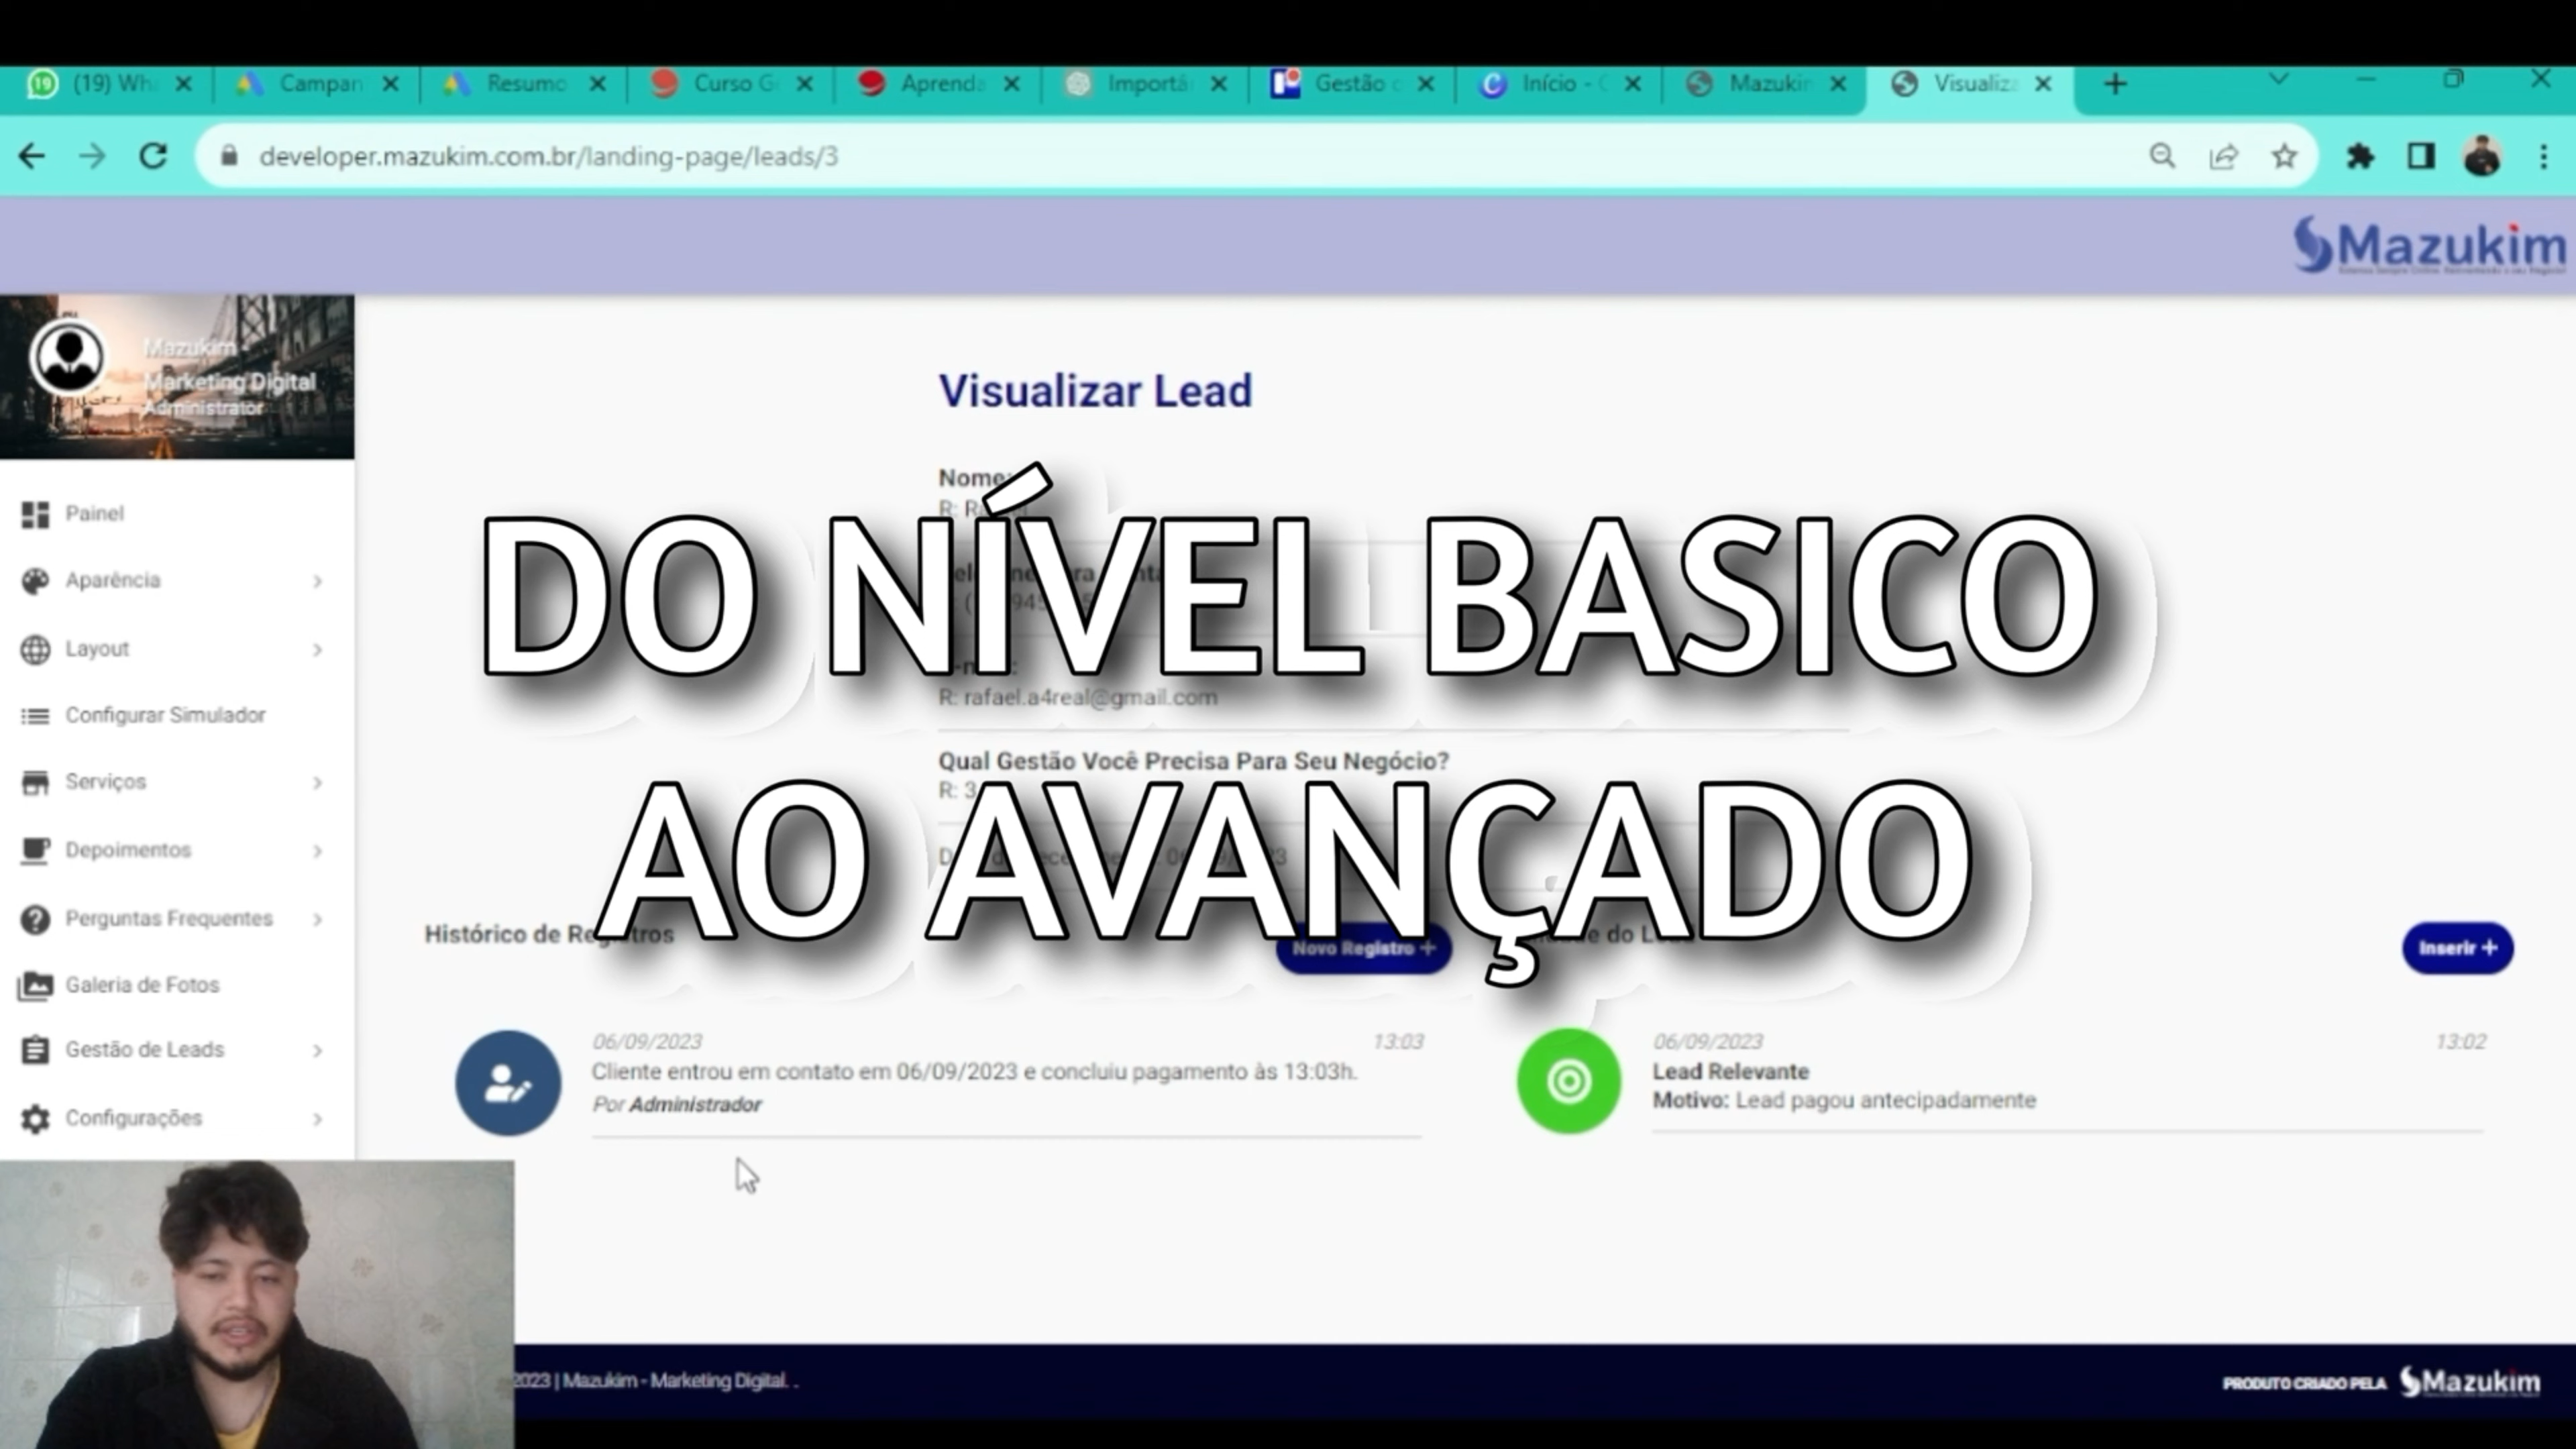 (19) Wh
Campan
Resumo
Curso G
Aprenda
Importâ
Gestão
Início -
Mazukim
Visualiza
developer.mazukim.com.br/landing-page/leads/3
Mazukim
Mazukim -
Marketing Digital
Administrator
Painel
Aparência
Layout
Configurar Simulador
Serviços
Depoimentos
Perguntas Frequentes
Galeria de Fotos
Gestão de Leads
Configurações
Visualizar Lead
Nome:
DO NÍVEL BASICO
R: rafael.a4real@gmail.com
Qual Gestão Você Precisa Para Seu Negócio?
R: 3
AO AVANÇADO
Histórico de Registros
Novo Registro +
Inserir +
06/09/2023
13:03
Cliente entrou em contato em 06/09/2023 e concluiu pagamento às 13:03h.
Por Administrador
06/09/2023
13:02
Lead Relevante
Motivo: Lead pagou antecipadamente
2023 | Mazukim - Marketing Digital. .
PRODUTO CRIADO PELA
Mazukim